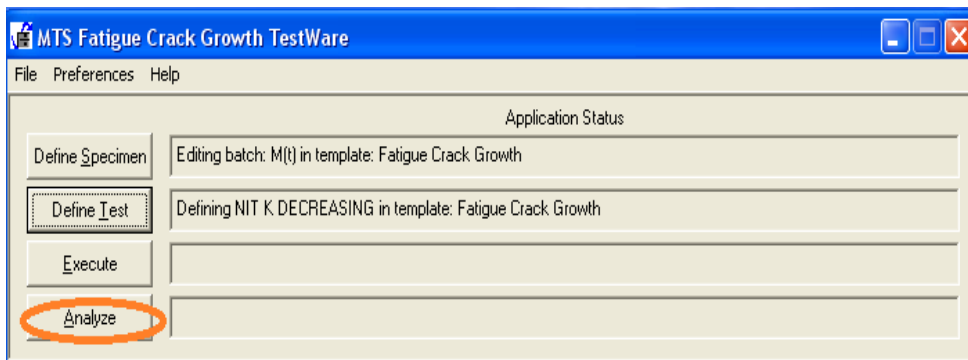 MTS Fatigue Crack Growth TestWare
File Preferences Help
Application Status
Define Specimen Editing batch: M(t) in template: Fatigue Crack Growth
Define Test Defining NIT K DECREASING in template: Fatigue Crack Growth
Execute
Analyze